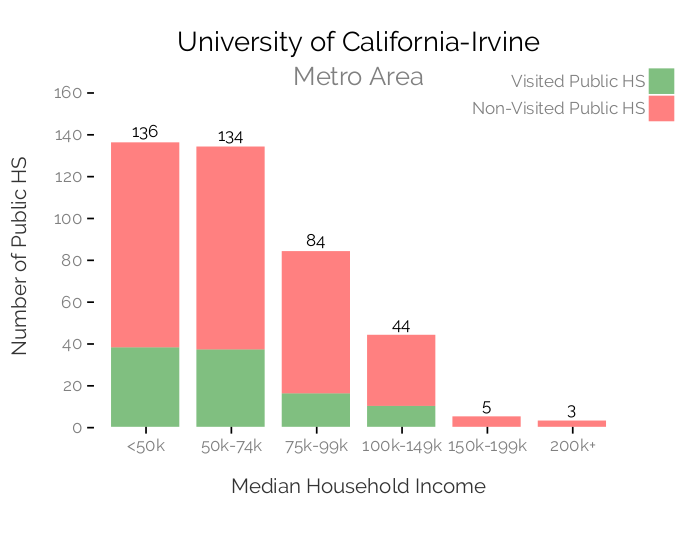 University of California-Irvine
Metro Area
Visited Public HS
Non-Visited Public HS
Number of Public HS
160
140
120
100
80
60
40
20
0
136
134
84
44
5
3
<50k
50k-74k
75k-99k
100k-149k
150k-199k
200k+
Median Household Income